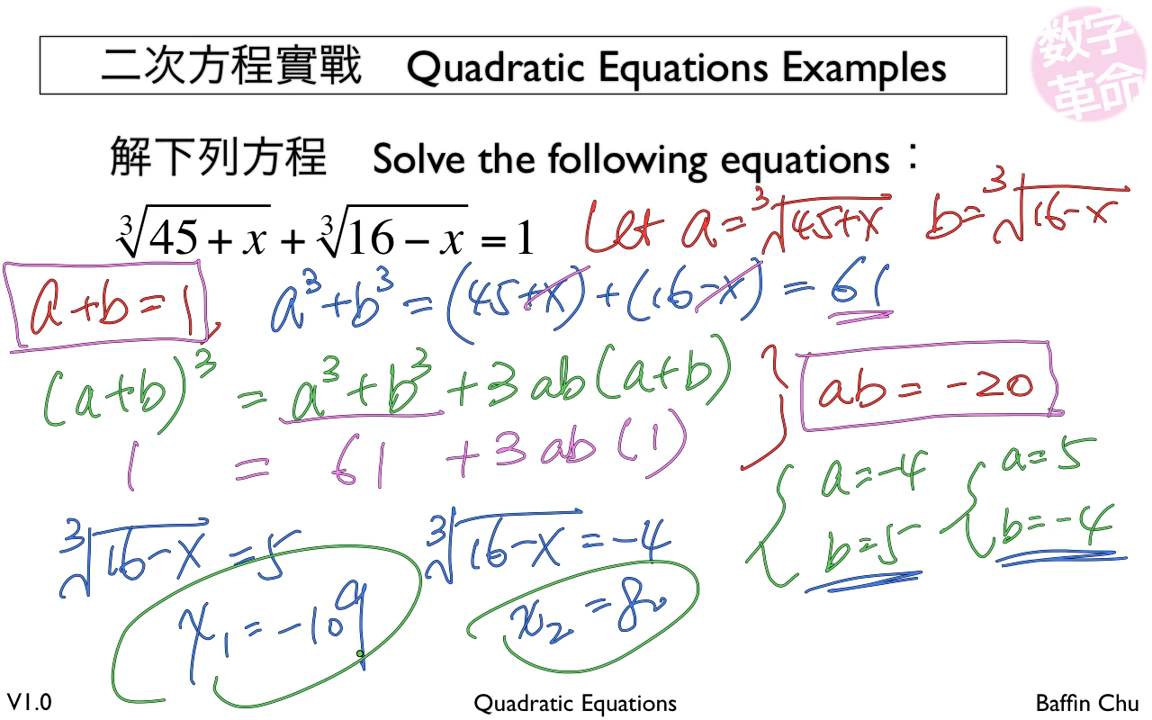 数字
革命
二次方程實戰 Quadratic Equations Examples
解下列方程 Solve the following equations：
∛(45 + x) + ∛(16 − x) = 1 Let a = ∛(45+x) b = ∛(16−x)
a+b=1, a³+b³ = (45+x)+(16−x) = 61
(a+b)³ = a³+b³+3ab(a+b) } ab = −20
1 = 61 + 3ab(1)
{ a=−4 { a=5
b=5 b=−4
∛(16−x) = 5 ∛(16−x) = −4
x₁ = −109 x₂ = 80
V1.0 Quadratic Equations Baffin Chu